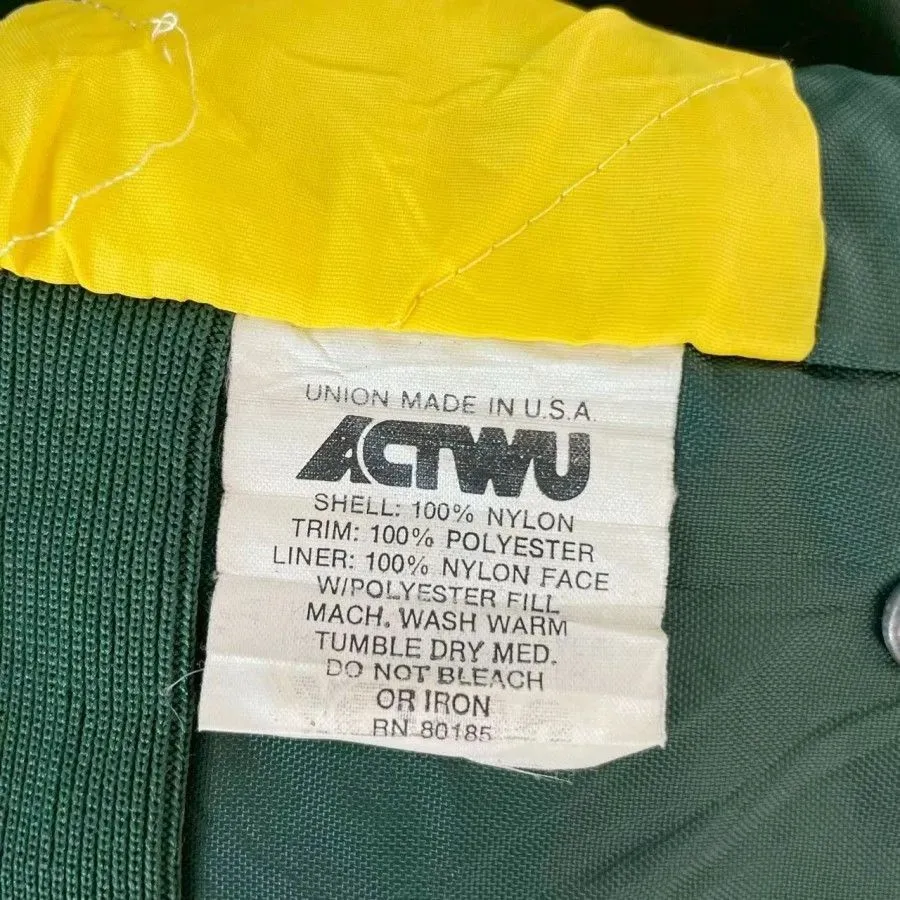 UNION MADE IN U.S.A.
ACTWU
SHELL: 100% NYLON
TRIM: 100% POLYESTER
LINER: 100% NYLON FACE
W/POLYESTER FILL
MACH. WASH WARM
TUMBLE DRY MED.
DO NOT BLEACH
OR IRON
RN 80185